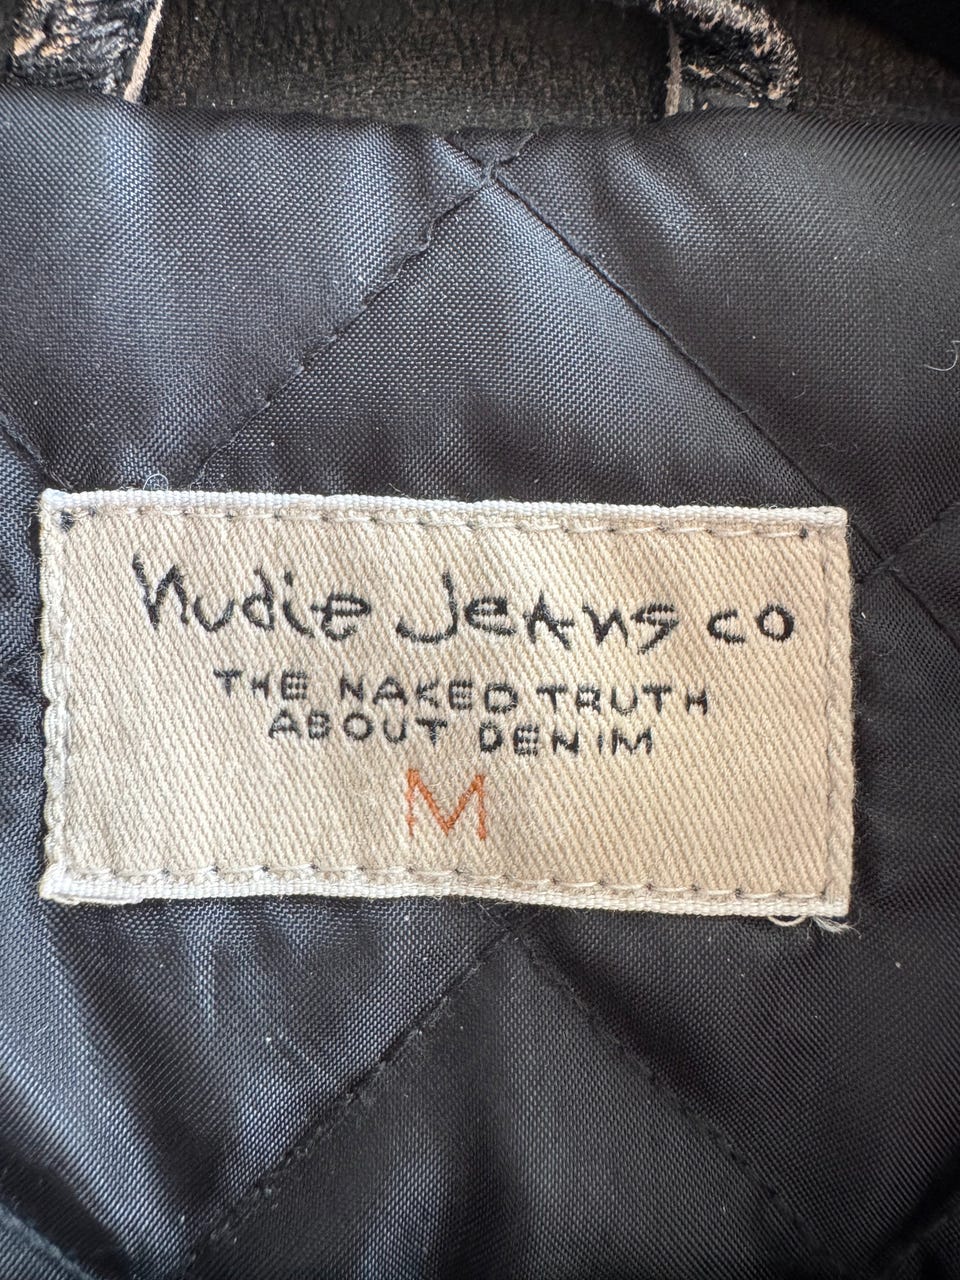 Nudie Jeans co
THE NAKED TRUTH
ABOUT DENIM
M